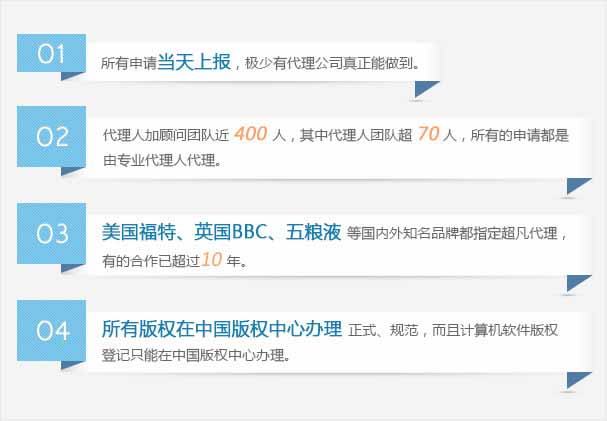 01
所有申请当天上报，极少有代理公司真正能做到。
02
代理人加顾问团队近 400 人，其中代理人团队超 70 人，所有的申请都是
由专业代理人代理。
03
美国福特、英国BBC、五粮液 等国内外知名品牌都指定超凡代理，
有的合作已超过10 年。
04
所有版权在中国版权中心办理 正式、规范，而且计算机软件版权
登记只能在中国版权中心办理。